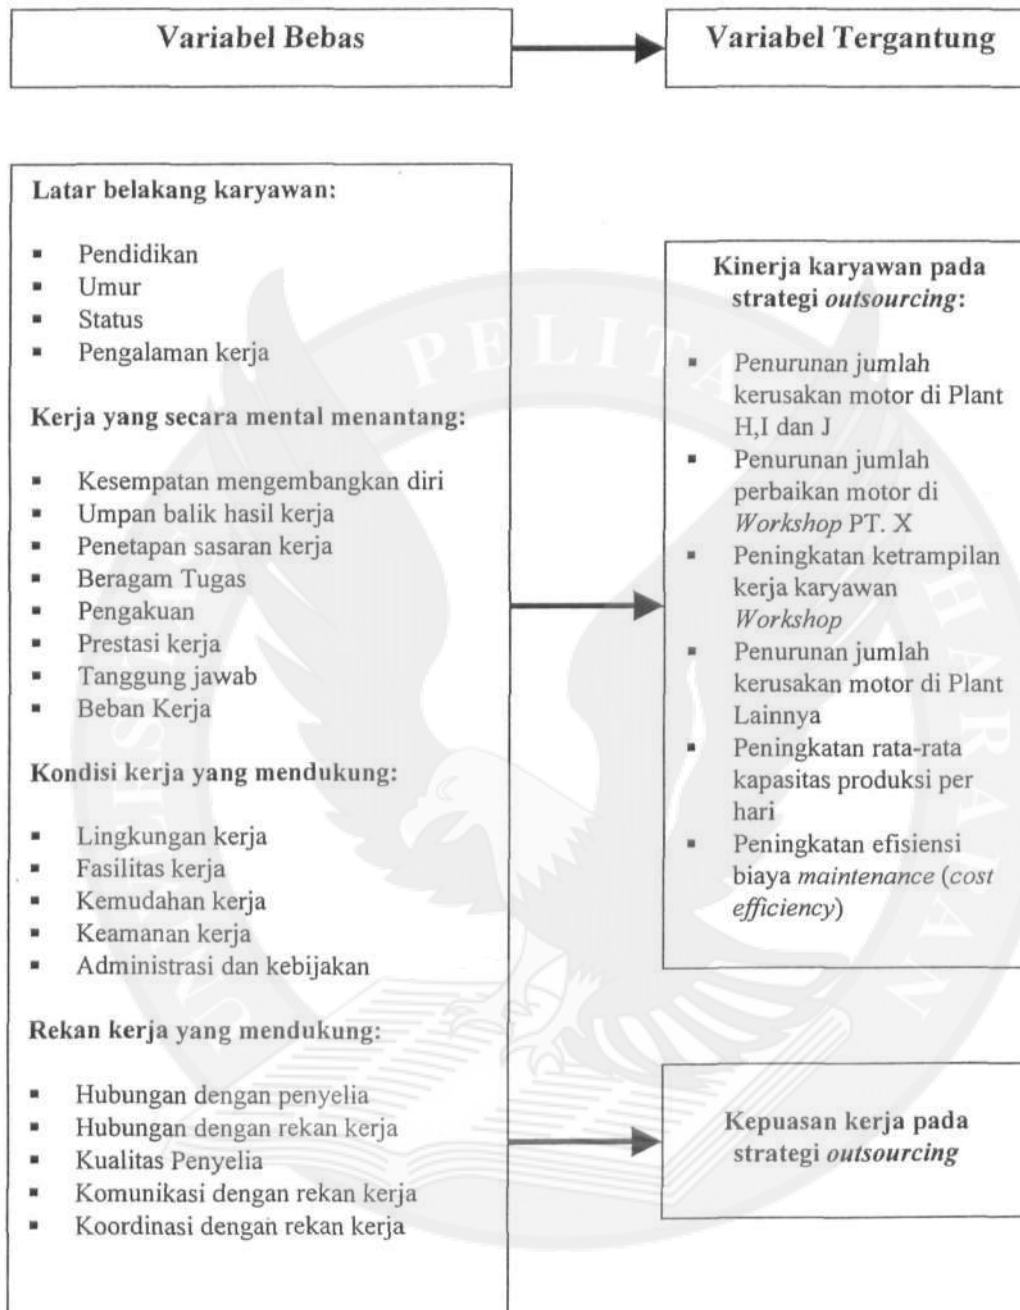 Variabel Bebas
Variabel Tergantung
Latar belakang karyawan:
▪ Pendidikan
▪ Umur
▪ Status
▪ Pengalaman kerja
Kerja yang secara mental menantang:
▪ Kesempatan mengembangkan diri
▪ Umpan balik hasil kerja
▪ Penetapan sasaran kerja
▪ Beragam Tugas
▪ Pengakuan
▪ Prestasi kerja
▪ Tanggung jawab
▪ Beban Kerja
Kondisi kerja yang mendukung:
▪ Lingkungan kerja
▪ Fasilitas kerja
▪ Kemudahan kerja
▪ Keamanan kerja
▪ Administrasi dan kebijakan
Rekan kerja yang mendukung:
▪ Hubungan dengan penyelia
▪ Hubungan dengan rekan kerja
▪ Kualitas Penyelia
▪ Komunikasi dengan rekan kerja
▪ Koordinasi dengan rekan kerja
Kinerja karyawan pada
strategi outsourcing:
▪ Penurunan jumlah
kerusakan motor di Plant
H,I dan J
▪ Penurunan jumlah
perbaikan motor di
Workshop PT. X
▪ Peningkatan ketrampilan
kerja karyawan
Workshop
▪ Penurunan jumlah
kerusakan motor di Plant
Lainnya
▪ Peningkatan rata-rata
kapasitas produksi per
hari
▪ Peningkatan efisiensi
biaya maintenance (cost
efficiency)
Kepuasan kerja pada
strategi outsourcing
UNIVERSITAS PELITA HARAPAN